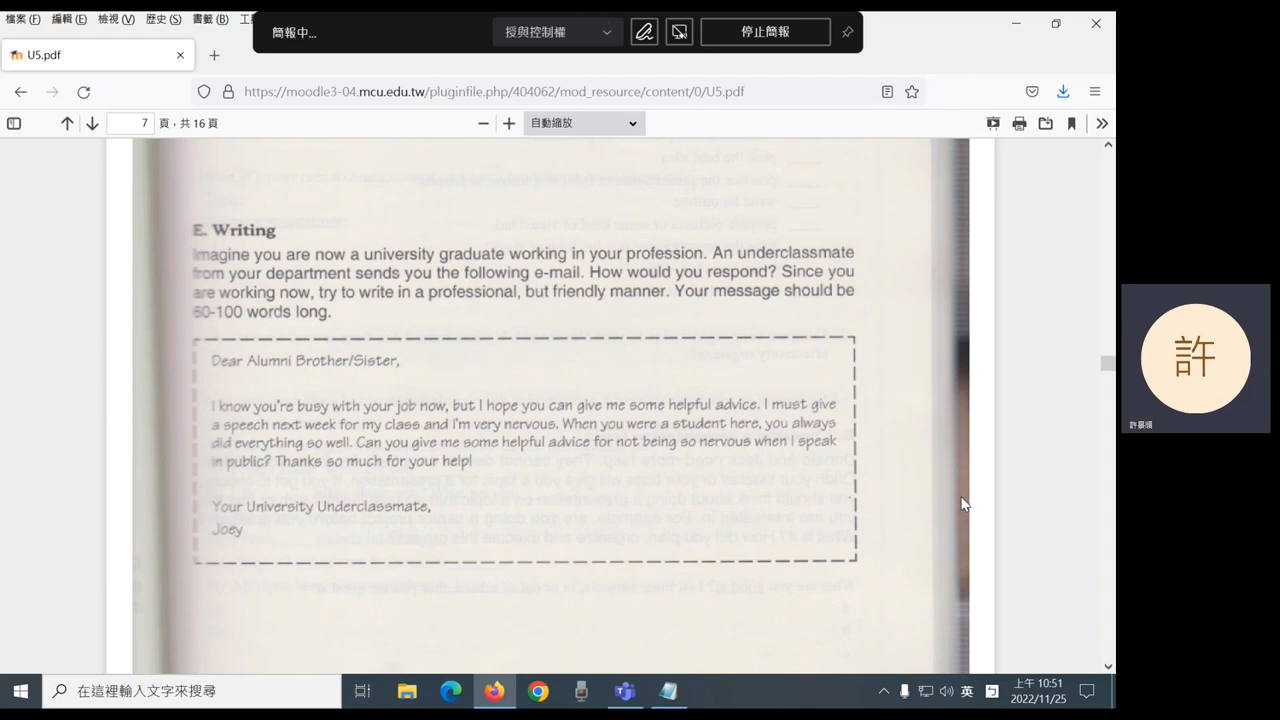 檔案 (F) 編輯 (E) 檢視 (V) 歷史 (S) 書籤 (B)
簡報中... 授與控制權 停止簡報
U5.pdf
https://moodle3-04.mcu.edu.tw/pluginfile.php/404062/mod_resource/content/0/U5.pdf
7 頁，共 16 頁 自動縮放
E. Writing
Imagine you are now a university graduate working in your profession. An underclassmate
from your department sends you the following e-mail. How would you respond? Since you
are working now, try to write in a professional, but friendly manner. Your message should be
60-100 words long.
Dear Alumni Brother/Sister,
I know you're busy with your job now, but I hope you can give me some helpful advice. I must give
a speech next week for my class and I'm very nervous. When you were a student here, you always
did everything so well. Can you give me some helpful advice for not being so nervous when I speak
in public? Thanks so much for your help!
Your University Underclassmate,
Joey
許
許景順
在這裡輸入文字來搜尋
英
上午 10:51
2022/11/25